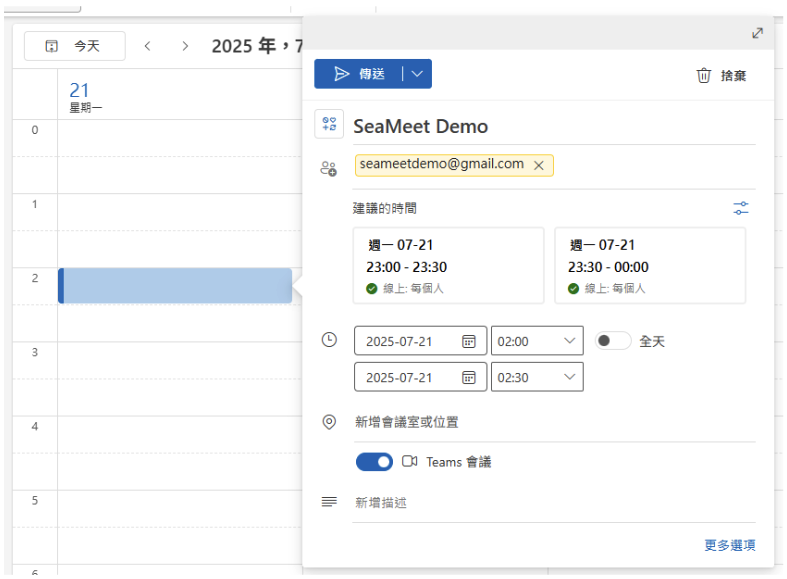 今天
2025 年，7
21
星期一
0
1
2
3
4
5
6
傳送
捨棄
SeaMeet Demo
seameetdemo@gmail.com
建議的時間
週一 07-21
23:00 - 23:30
線上: 每個人
週一 07-21
23:30 - 00:00
線上: 每個人
2025-07-21
02:00
全天
2025-07-21
02:30
新增會議室或位置
Teams 會議
新增描述
更多選項